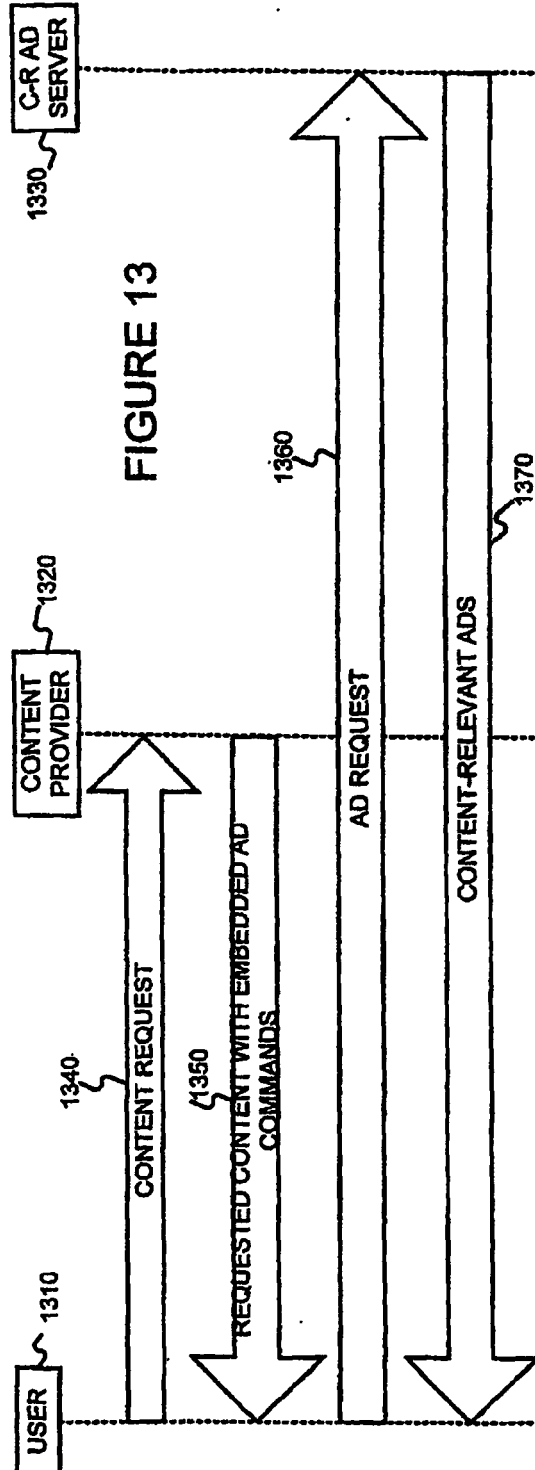 USER
1310
CONTENT
PROVIDER
1320
C-R AD
SERVER
1330
FIGURE 13
1340
CONTENT REQUEST
1350
REQUESTED CONTENT WITH EMBEDDED AD
COMMANDS
1360
AD REQUEST
CONTENT-RELEVANT ADS
1370